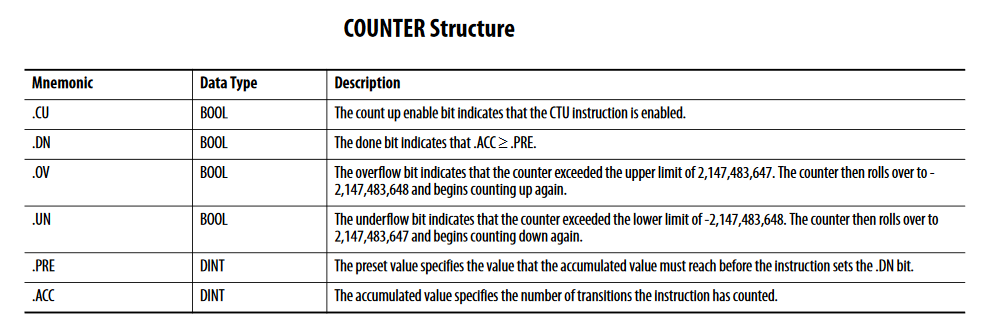 COUNTER Structure
Mnemonic Data Type Description
.CU BOOL The count up enable bit indicates that the CTU instruction is enabled.
.DN BOOL The done bit indicates that .ACC ≥ .PRE.
.OV BOOL The overflow bit indicates that the counter exceeded the upper limit of 2,147,483,647. The counter then rolls over to -
2,147,483,648 and begins counting up again.
.UN BOOL The underflow bit indicates that the counter exceeded the lower limit of -2,147,483,648. The counter then rolls over to
2,147,483,647 and begins counting down again.
.PRE DINT The preset value specifies the value that the accumulated value must reach before the instruction sets the .DN bit.
.ACC DINT The accumulated value specifies the number of transitions the instruction has counted.